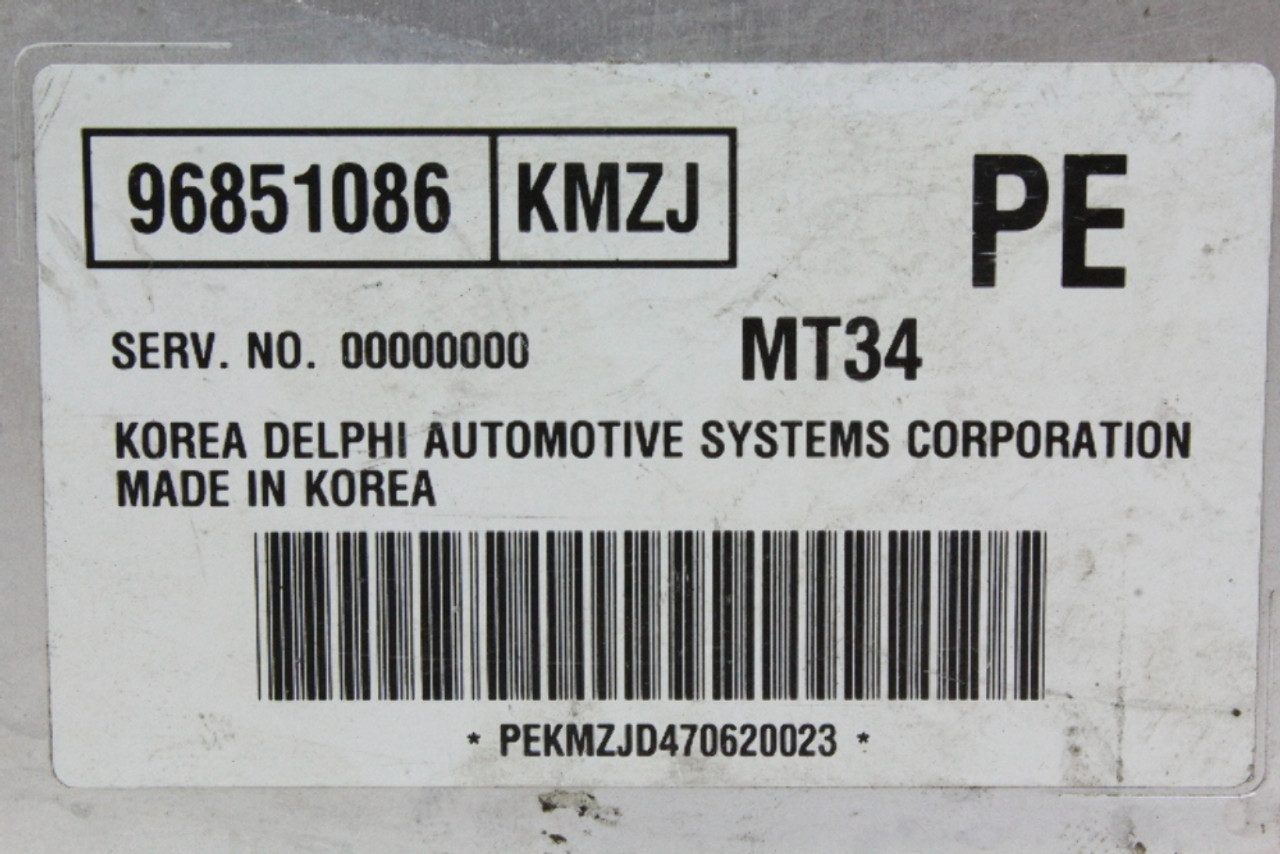 96851086 KMZJ
PE
SERV. NO. 00000000
MT34
KOREA DELPHI AUTOMOTIVE SYSTEMS CORPORATION
MADE IN KOREA
* PEKMZJD470620023 *